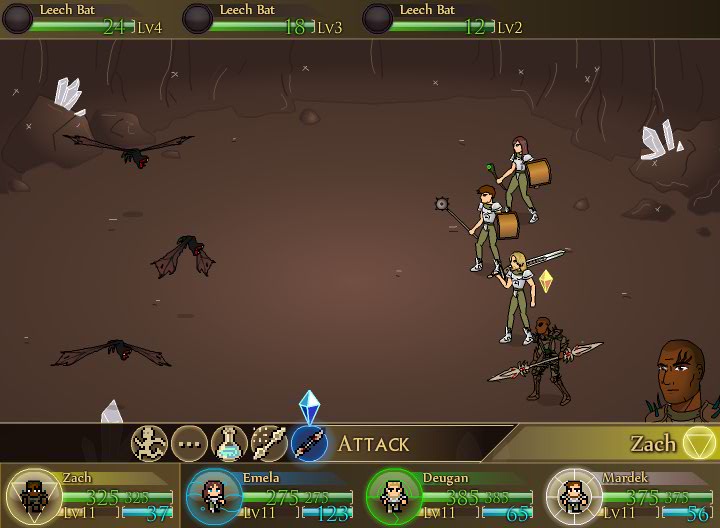 Leech Bat Leech Bat Leech Bat
24 Lv4 18 Lv3 12 Lv2
ATTACK Zach
Zach Emela Deugan Mardek
325 325 275 275 385 385 375 375
Lv11 37 Lv11 123 Lv11 65 Lv11 56